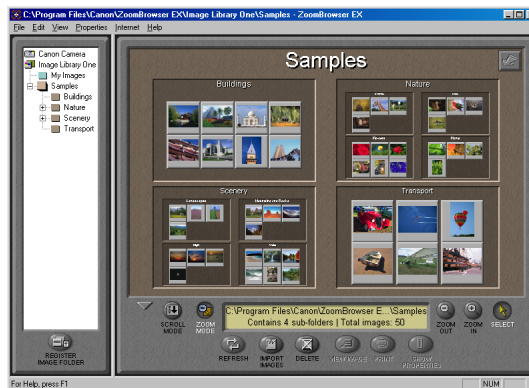 C:\Program Files\Canon\ZoomBrowser EX\Image Library One\Samples - ZoomBrowser EX
File Edit View Properties Internet Help
Canon Camera
Image Library One
My Images
Samples
Buildings
Nature
Scenery
Transport
Samples
Buildings
Nature
Flowers
Scenery
Landscapes
Transport
SCROLL MODE
ZOOM MODE
C:\Program Files\Canon\ZoomBrowser E...\Samples
Contains 4 sub-folders | Total images: 50
ZOOM OUT
ZOOM IN
SELECT
REGISTER IMAGE FOLDER
REFRESH
IMPORT IMAGES
DELETE
VIEW IMAGE
PRINT
SHOW PROPERTIES
For Help, press F1
NUM